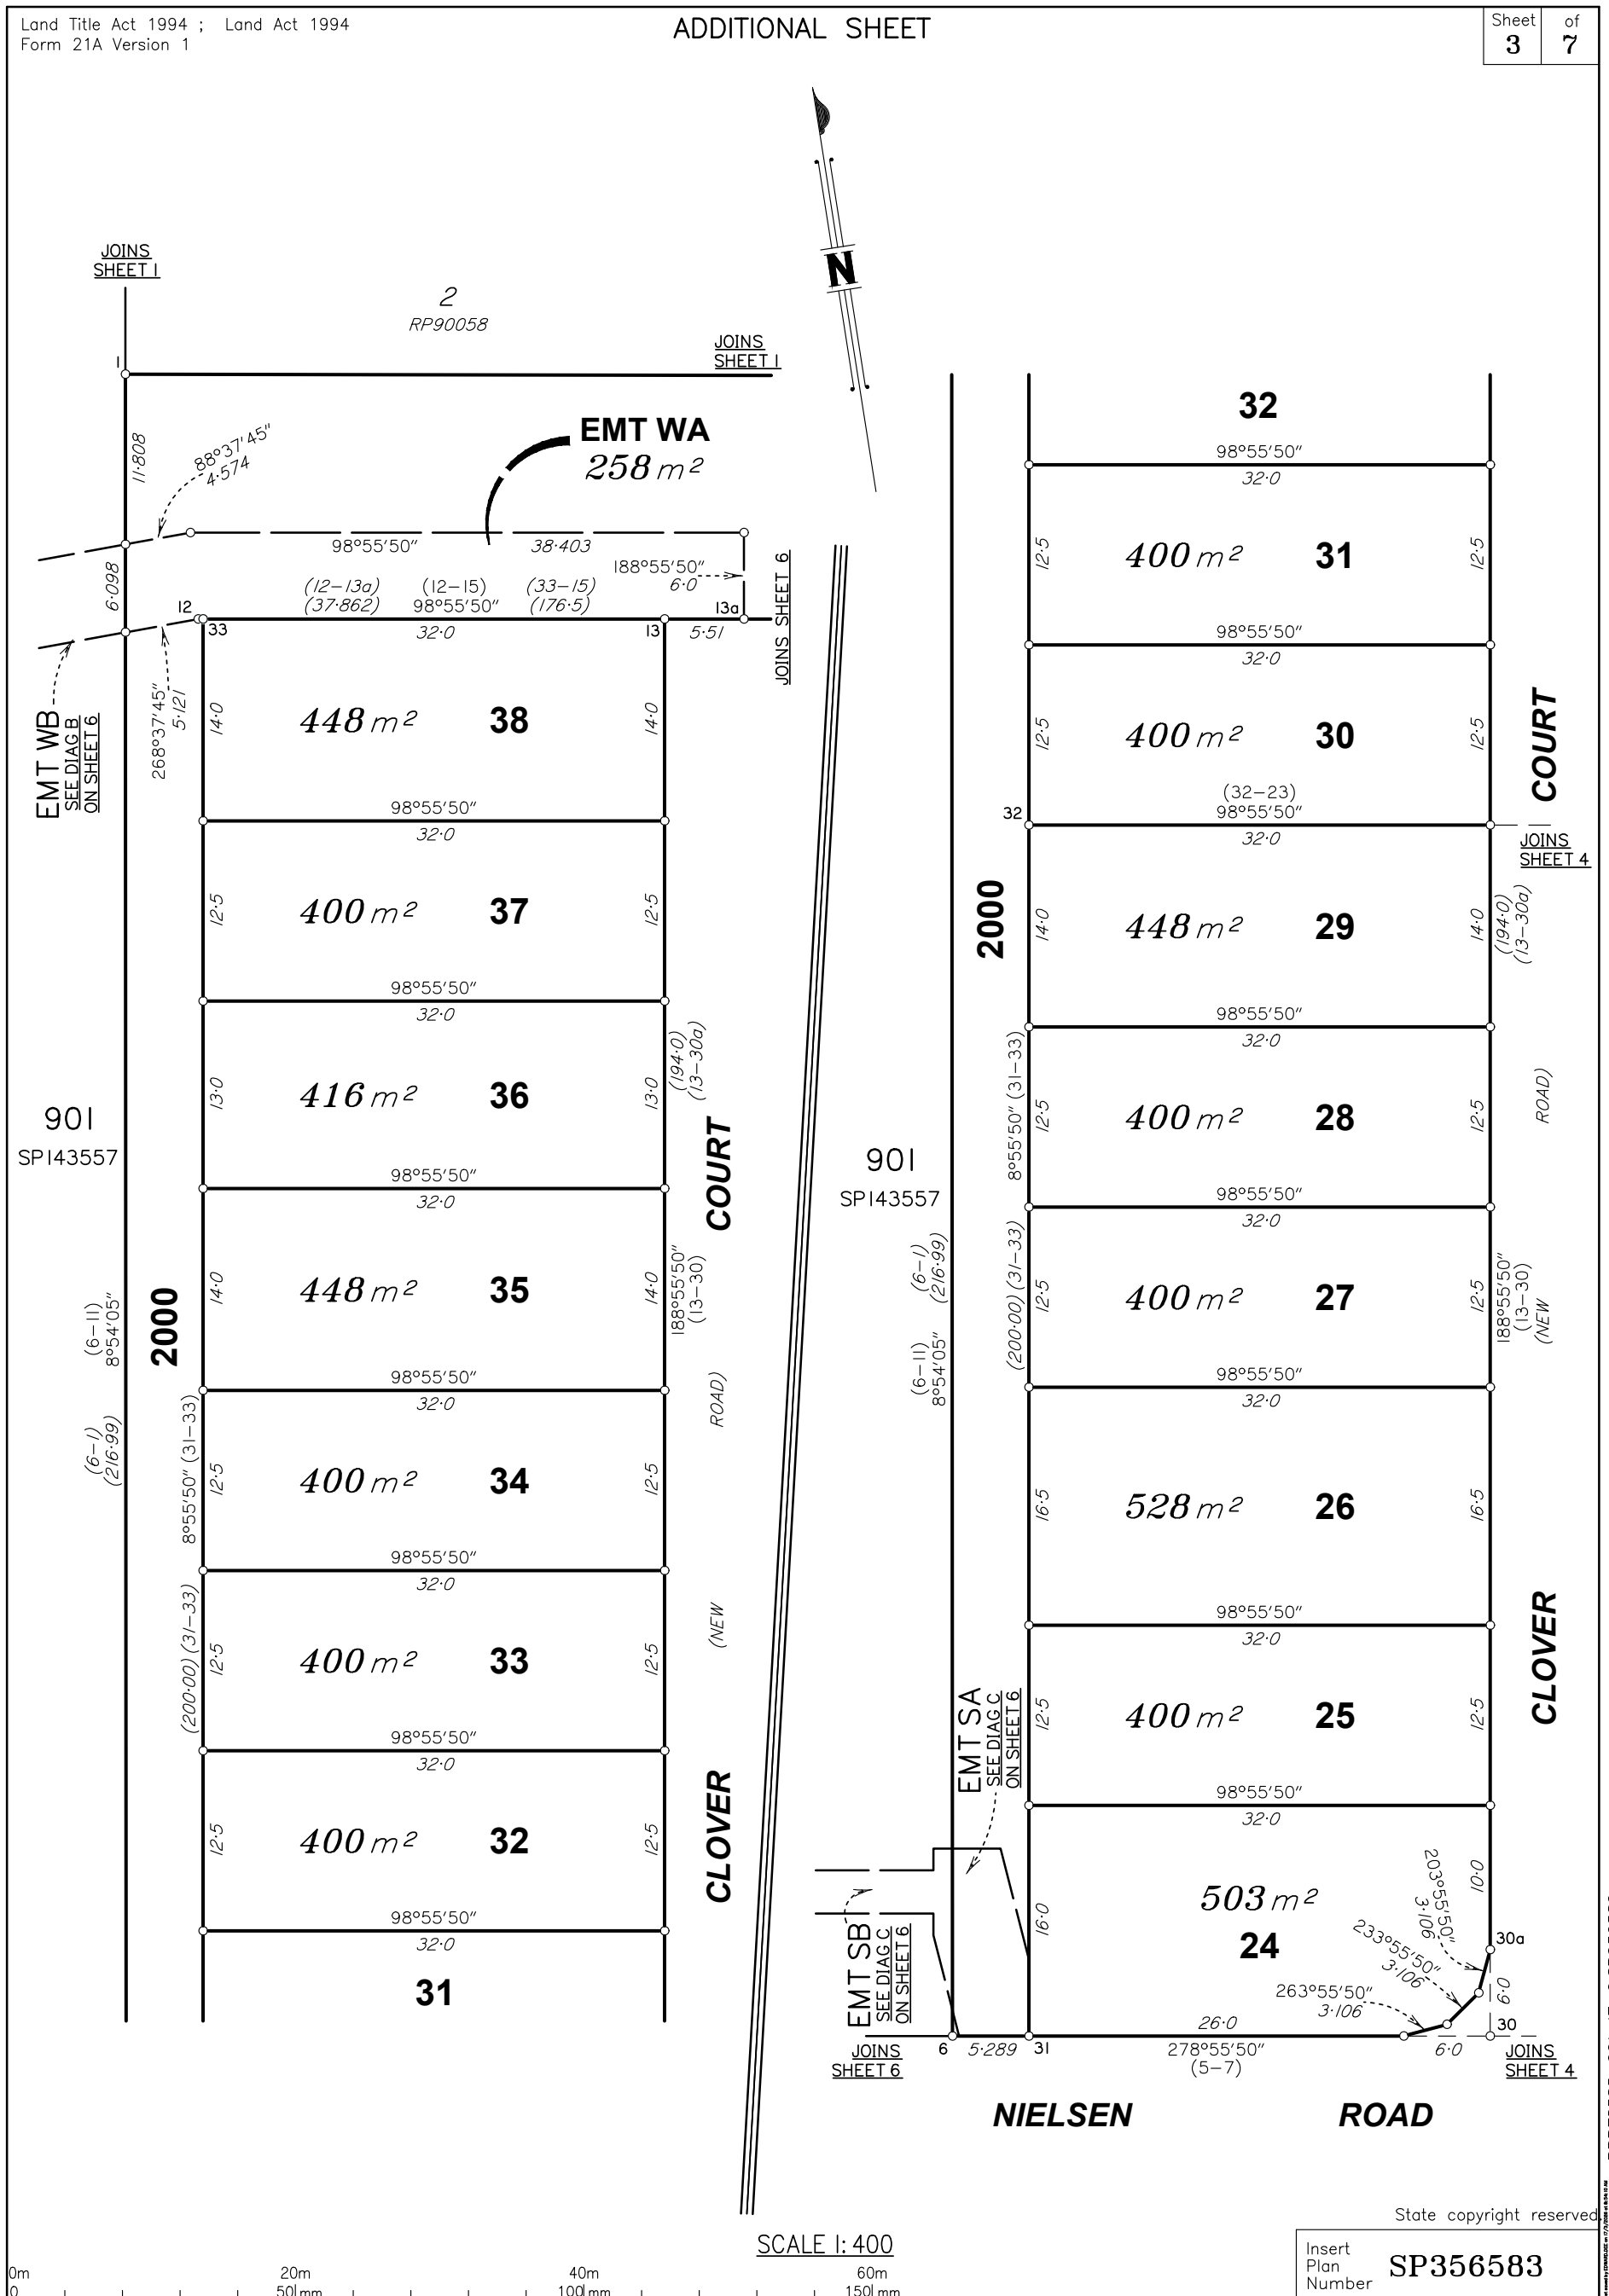 Land Title Act 1994 ; Land Act 1994
Form 21A Version 1
ADDITIONAL SHEET
Sheet of
3 7
N
JOINS
SHEET 1
2
RP90058
JOINS
SHEET 1
1
11·808
88°37'45"
4·574
EMT WA
258 m²
98°55'50" 38·403
188°55'50"
6·0
(12-13a) (12-15) (33-15)
(37·862) 98°55'50" (176·5)
6·098
12
33
32·0
13
13a
5·51
JOINS SHEET 6
EMT WB
SEE DIAG B
ON SHEET 6
268°37'45"
5·121
14·0
448 m² 38
14·0
98°55'50"
32·0
12·5
400 m² 37
12·5
98°55'50"
32·0
13·0
416 m² 36
13·0
(194·0)
(13-30a)
98°55'50"
32·0
14·0
448 m² 35
14·0
188°55'50"
(13-30)
98°55'50"
32·0
12·5
400 m² 34
12·5
98°55'50"
32·0
12·5
400 m² 33
12·5
98°55'50"
32·0
12·5
400 m² 32
12·5
98°55'50"
32·0
31
901
SP143557
(6-11)
8°54'05"
(6-1)
(216·99)
2000
8°55'50" (31-33)
(200·00) (31-33)
COURT
ROAD)
(NEW
CLOVER
32
98°55'50"
32·0
12·5
400 m² 31
12·5
98°55'50"
32·0
12·5
400 m² 30
12·5
(32-23)
98°55'50"
32·0
32
COURT
JOINS
SHEET 4
2000
14·0
448 m² 29
14·0
(194·0)
(13-30a)
98°55'50"
32·0
8°55'50" (31-33)
12·5
400 m² 28
12·5
ROAD)
98°55'50"
32·0
901
SP143557
(6-1)
(216·99)
(6-11)
8°54'05"
(200·00) (31-33)
12·5
400 m² 27
12·5
188°55'50"
(13-30)
(NEW
98°55'50"
32·0
16·5
528 m² 26
16·5
98°55'50"
32·0
12·5
400 m² 25
12·5
CLOVER
98°55'50"
32·0
EMT SA
SEE DIAG C
ON SHEET 6
EMT SB
SEE DIAG C
ON SHEET 6
16·0
503 m²
24
10·0
203°55'50"
3·106
233°55'50"
3·106
263°55'50"
3·106
30a
6·0
30
26·0
278°55'50"
(5-7)
6·0
JOINS
SHEET 6
6
5·289
31
JOINS
SHEET 4
NIELSEN ROAD
State copyright reserved.
SCALE 1: 400
Insert
Plan
Number
SP356583
0m 20m 40m 60m
0 50mm 100mm 150mm